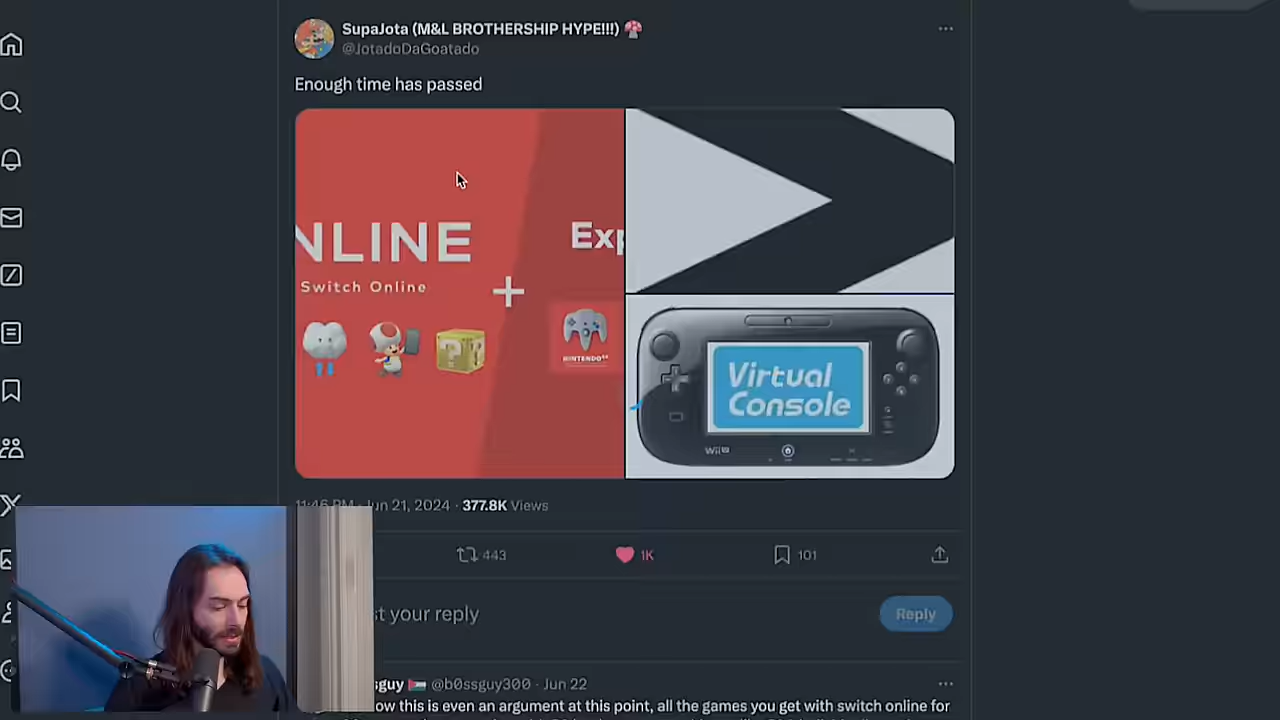 SupaJota (M&L BROTHERSHIP HYPE!!!)
@JotadoDaGoatado
Enough time has passed
NLINE
Switch Online
+
Exp
NINTENDO
Virtual
Console
WiiU
11:46 PM · Jun 21, 2024 · 377.8K Views
443
1K
101
st your reply
Reply
sguy @b0ssguy300 · Jun 22
ow this is even an argument at this point, all the games you get with switch online for